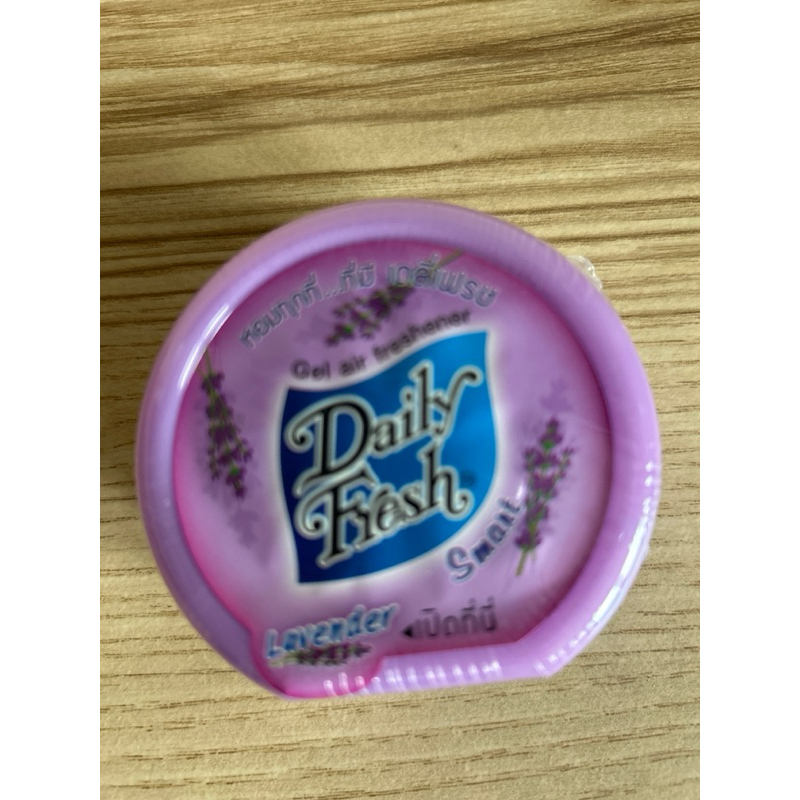 หอมทุกที่...ที่มี เดลี่เฟรช
Gel air freshener
Daily
Fresh
Smart
Lavender
เปิดที่นี่